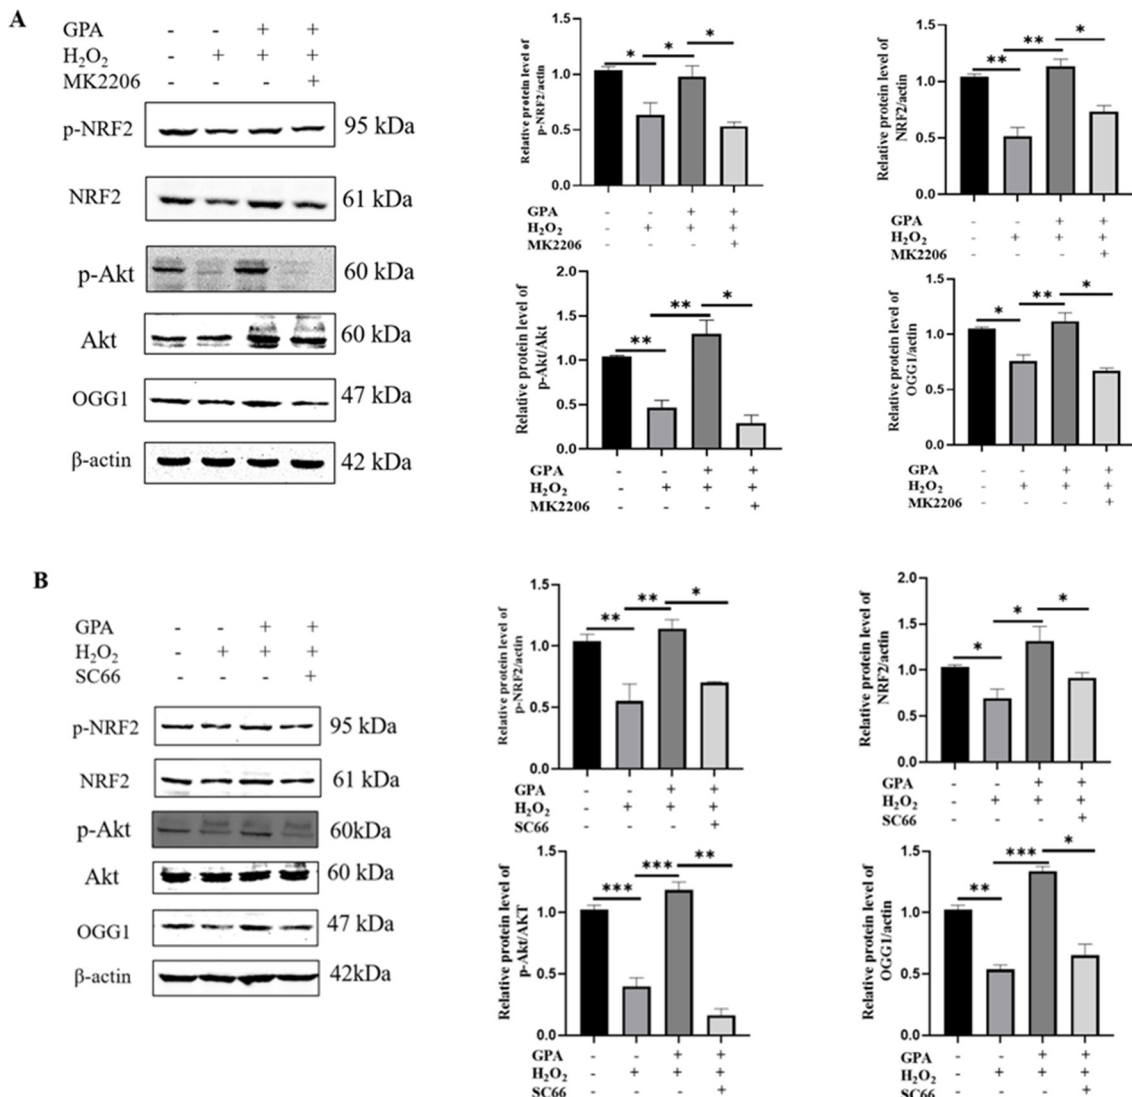 A
GPA - - + +
H₂O₂ - + + +
MK2206 - - - +
p-NRF2 95 kDa
NRF2 61 kDa
p-Akt 60 kDa
Akt 60 kDa
OGG1 47 kDa
β-actin 42 kDa
Relative protein level of
p-NRF2/actin
1.5
1.0
0.5
0.0
* * *
GPA - - + +
H₂O₂ - + + +
MK2206 - - - +
Relative protein level of
NRF2/actin
1.5
1.0
0.5
0.0
** ** *
GPA - - + +
H₂O₂ - + + +
MK2206 - - - +
Relative protein level of
p-Akt/Akt
2.0
1.5
1.0
0.5
0.0
** ** *
GPA - - + +
H₂O₂ - + + +
MK2206 - - - +
Relative protein level of
OGG1/actin
1.5
1.0
0.5
0.0
* ** *
GPA - - + +
H₂O₂ - + + +
MK2206 - - - +
B
GPA - - + +
H₂O₂ - + + +
SC66 - - - +
p-NRF2 95 kDa
NRF2 61 kDa
p-Akt 60kDa
Akt 60 kDa
OGG1 47 kDa
β-actin 42kDa
Relative protein level of
p-NRF2/actin
1.5
1.0
0.5
0.0
** ** *
GPA - - + +
H₂O₂ - + + +
SC66 - - - +
Relative protein level of
NRF2/actin
2.0
1.5
1.0
0.5
0.0
* * *
GPA - - + +
H₂O₂ - + + +
SC66 - - - +
Relative protein level of
p-Akt/AKT
1.5
1.0
0.5
0.0
*** *** **
GPA - - + +
H₂O₂ - + + +
SC66 - - - +
Relative protein level of
OGG1/actin
1.5
1.0
0.5
0.0
** *** *
GPA - - + +
H₂O₂ - + + +
SC66 - - - +